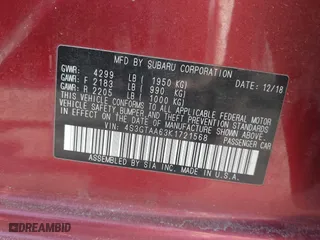 MFD BY SUBARU CORPORATION
GVWR: 4299 LB ( 1950 KG) DATE: 12/18
GAWR: F 2183 LB ( 990 KG)
GAWR: R 2205 LB ( 1000 KG)
THIS VEHICLE CONFORMS TO ALL APPLICABLE FEDERAL MOTOR
VEHICLE SAFETY, BUMPER, AND THEFT PREVENTION STANDARDS
IN EFFECT ON THE DATE OF MANUFACTURE SHOWN ABOVE.
VIN: 4S3GTAA63K1721568 PASSENGER CAR
ASSEMBLED BY SIA MADE IN U.S.A.
DREAMBID